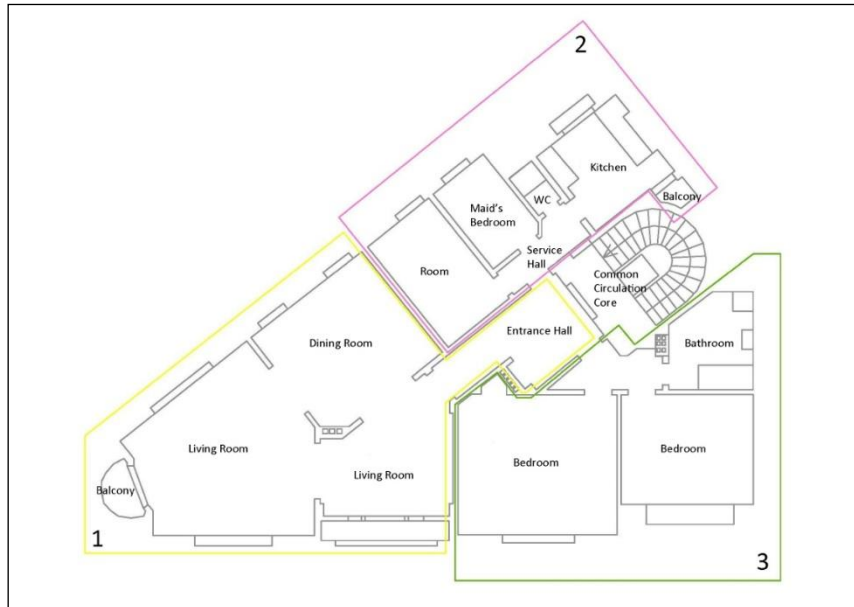 2
Kitchen
WC
Balcony
Maid's
Bedroom
Service
Hall
Room
Common
Circulation
Core
Entrance Hall
Bathroom
Dining Room
Living Room
Living Room
Bedroom
Bedroom
Balcony
1
3